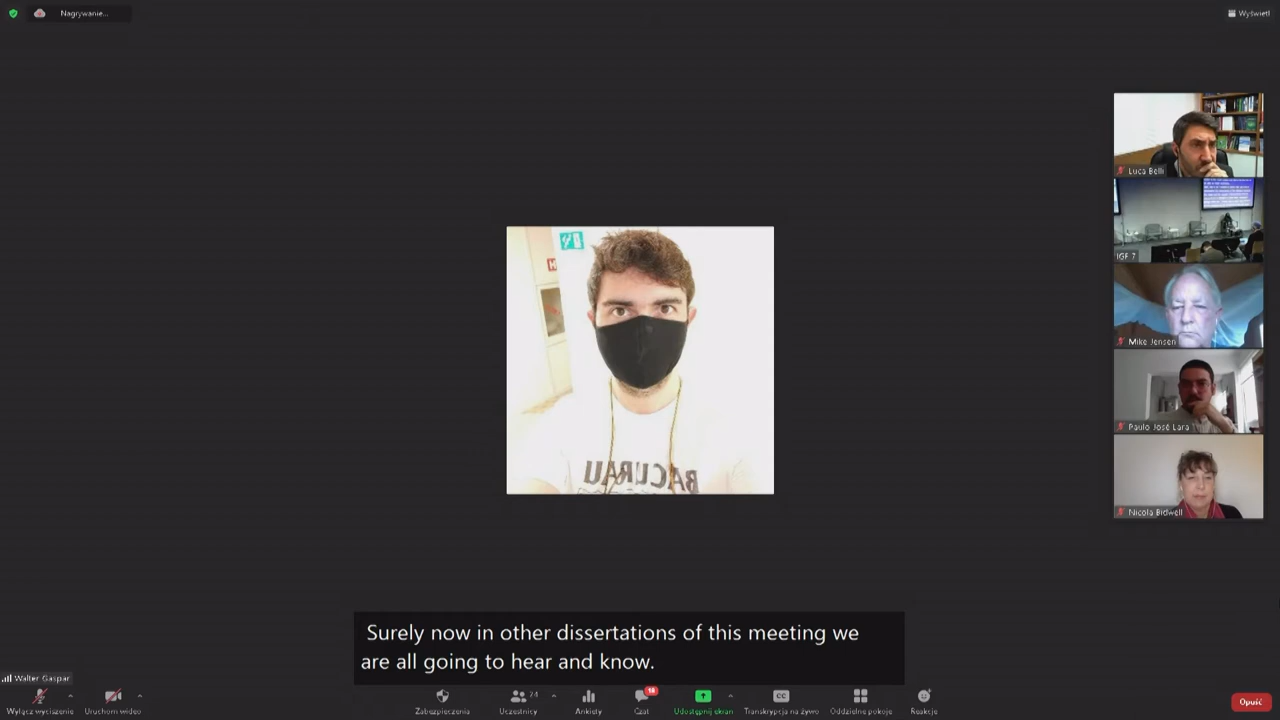 Nagrywanie...
Wyświetl
Luca Belli
IGF 7
Mike Jensen
Paulo José Lara
Nicola Bidwell
BACURAU
Surely now in other dissertations of this meeting we
are all going to hear and know.
Walter Gaspar
Wyłącz wyciszenie
Uruchom wideo
Zabezpieczenia
24
Uczestnicy
Ankiety
18
Czat
Udostępnij ekran
CC
Transkrypcja na żywo
Oddzielne pokoje
Reakcje
Opuść